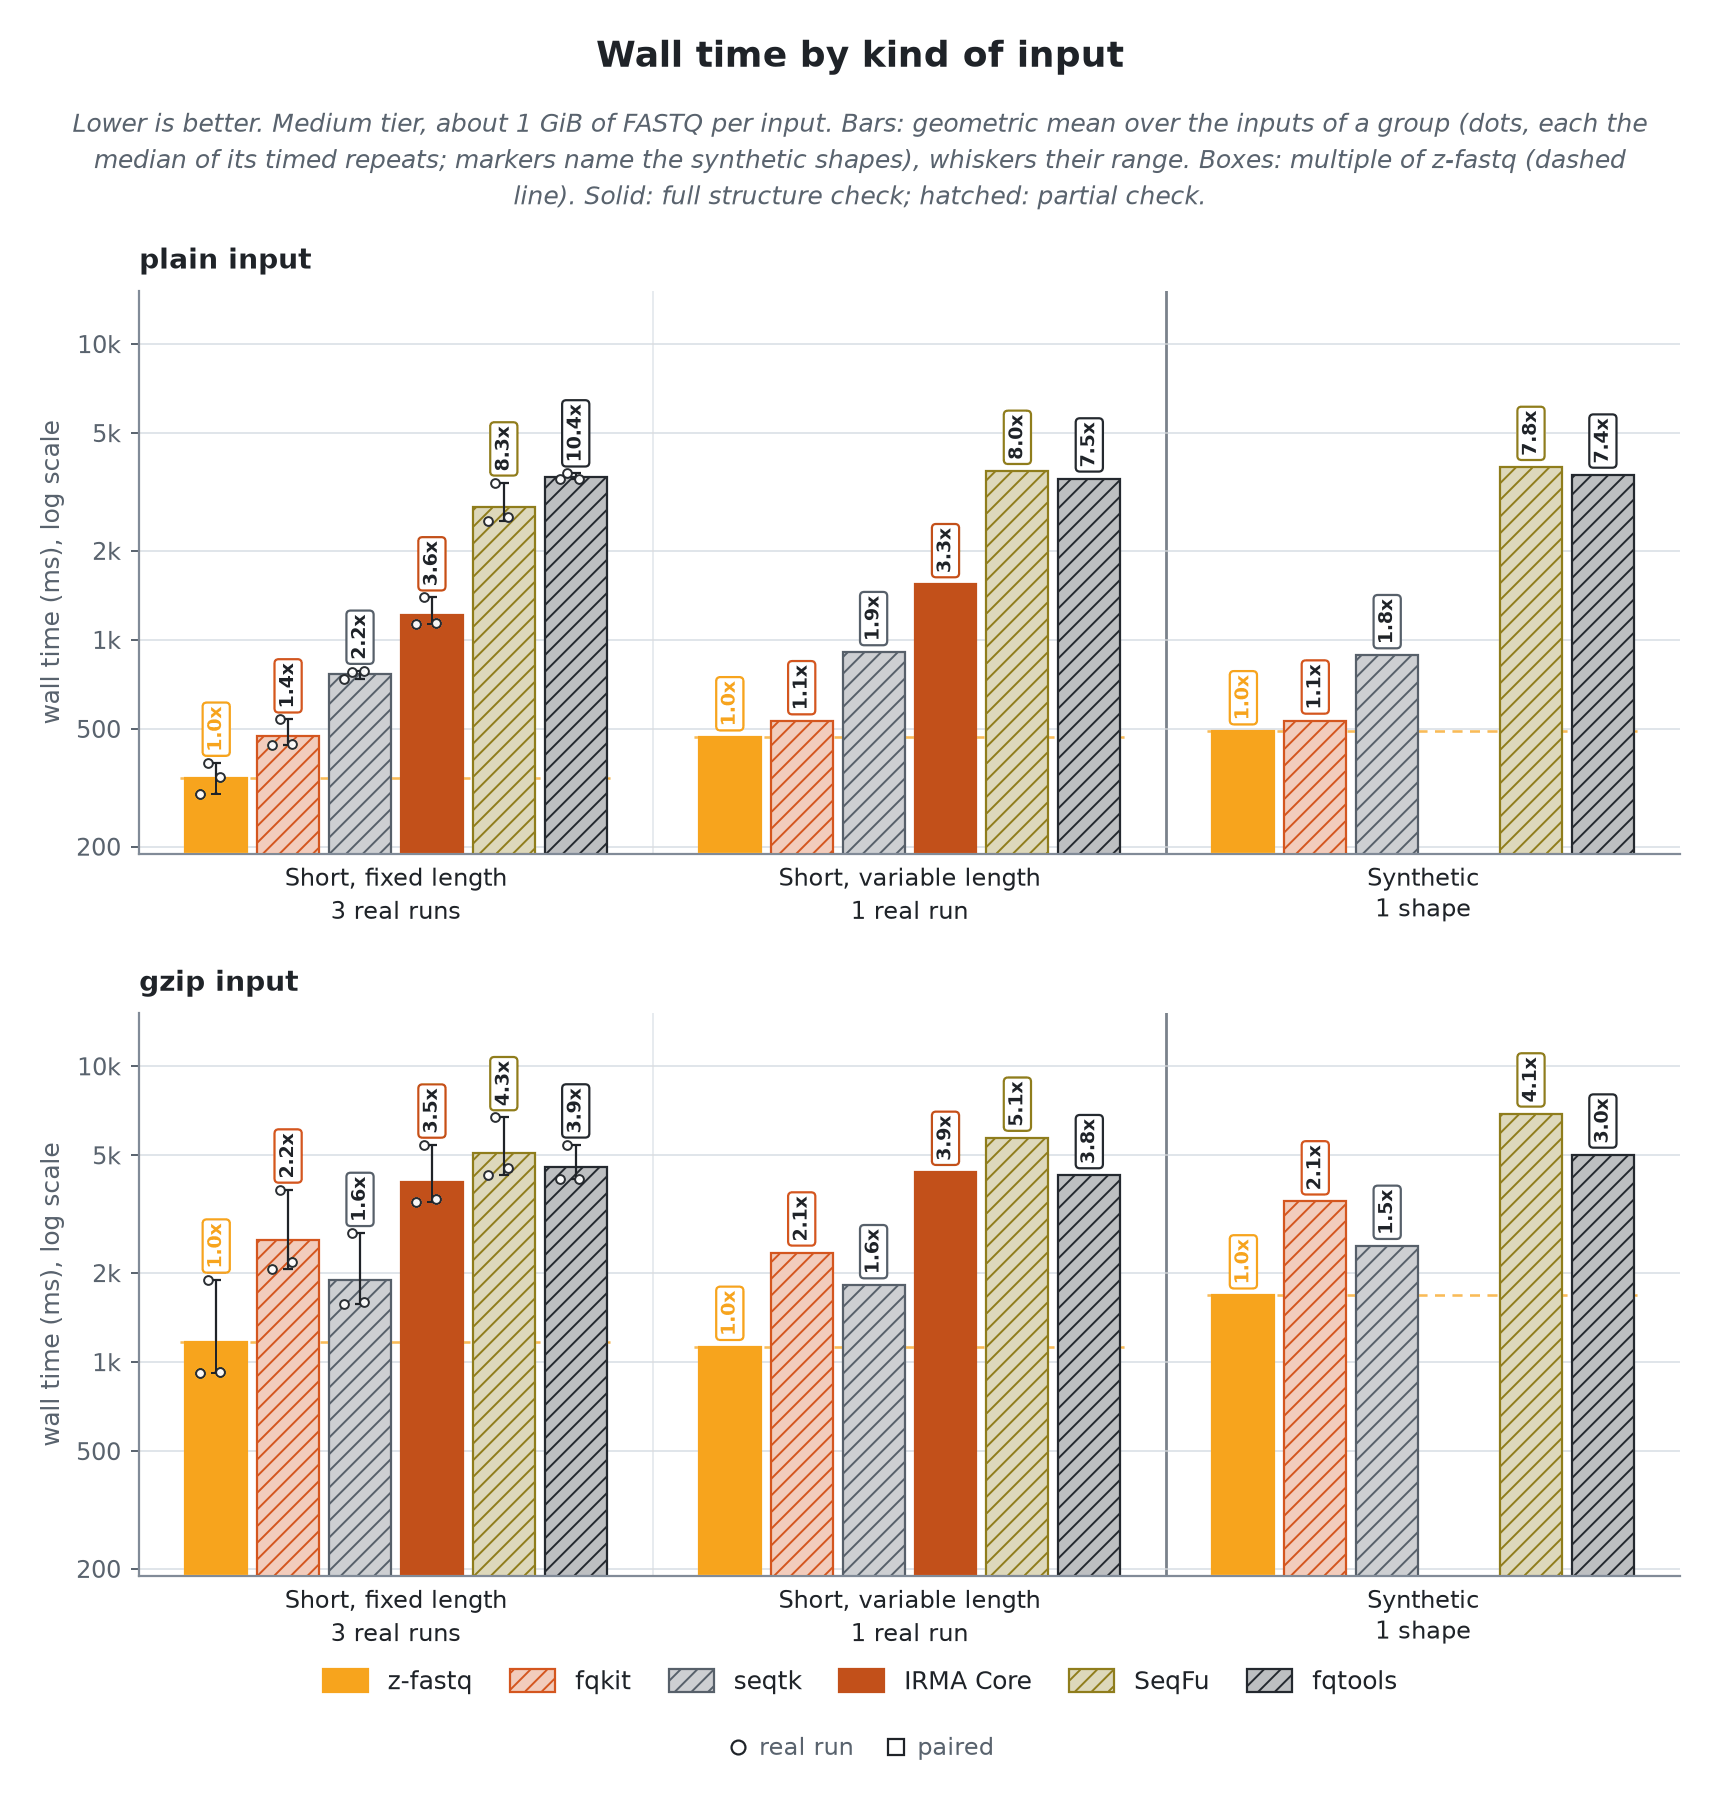 Wall time by kind of input
Lower is better. Medium tier, about 1 GiB of FASTQ per input. Bars: geometric mean over the inputs of a group (dots, each the
median of its timed repeats; markers name the synthetic shapes), whiskers their range. Boxes: multiple of z-fastq (dashed
line). Solid: full structure check; hatched: partial check.
plain input
wall time (ms), log scale
10k
5k
2k
1k
500
200
1.0x
1.4x
2.2x
3.6x
8.3x
10.4x
1.0x
1.1x
1.9x
3.3x
8.0x
7.5x
1.0x
1.1x
1.8x
7.8x
7.4x
Short, fixed length
3 real runs
Short, variable length
1 real run
Synthetic
1 shape
gzip input
wall time (ms), log scale
10k
5k
2k
1k
500
200
1.0x
2.2x
1.6x
3.5x
4.3x
3.9x
1.0x
2.1x
1.6x
3.9x
5.1x
3.8x
1.0x
2.1x
1.5x
4.1x
3.0x
Short, fixed length
3 real runs
Short, variable length
1 real run
Synthetic
1 shape
z-fastq
fqkit
seqtk
IRMA Core
SeqFu
fqtools
real run
paired